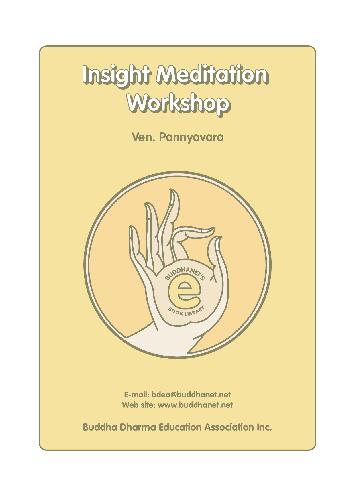 Insight Meditation
Workshop
Ven. Pannyavaro
BUDDHANET'S
e
BOOK LIBRARY
E-mail: bdea@buddhanet.net
Web site: www.buddhanet.net
Buddha Dharma Education Association Inc.